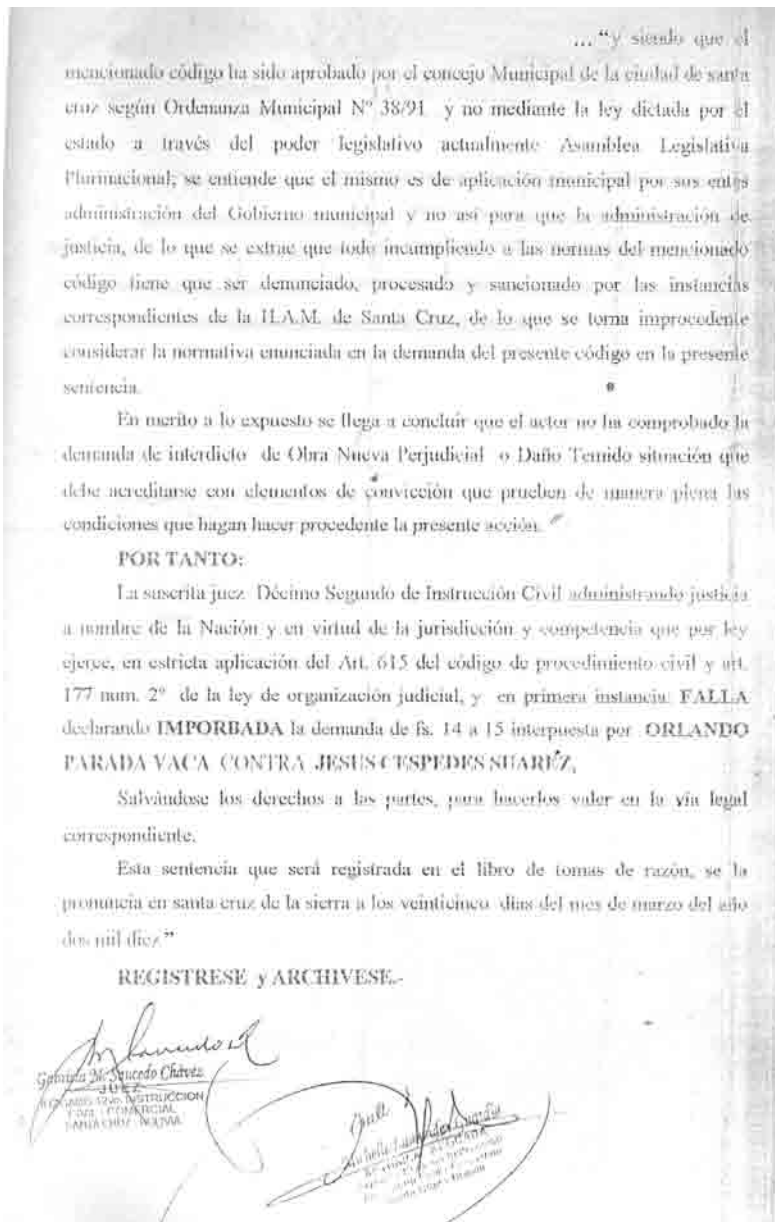 ... “y siendo que el
mencionado código ha sido aprobado por el concejo Municipal de la ciudad de santa
cruz según Ordenanza Municipal Nº 38/91 y no mediante la ley dictada por el
estado a través del poder legislativo actualmente Asamblea Legislativa
Plurinacional, se entiende que el mismo es de aplicación municipal por sus entes
administración del Gobierno municipal y no así para que la administración de
justicia, de lo que se extrae que todo incumpliendo a las normas del mencionado
código tiene que ser denunciado, procesado y sancionado por las instancias
correspondientes de la H.A.M. de Santa Cruz, de lo que se torna improcedente
considerar la normativa enunciada en la demanda del presente código en la presente
sentencia.
En merito a lo expuesto se llega a concluir que el actor no ha comprobado la
demanda de interdicto de Obra Nueva Perjudicial o Daño Temido situación que
debe acreditarse con elementos de convicción que prueben de manera plena las
condiciones que hagan hacer procedente la presente acción.
POR TANTO:
La suscrita juez Décimo Segundo de Instrucción Civil administrando justicia
a nombre de la Nación y en virtud de la jurisdicción y competencia que por ley
ejerce, en estricta aplicación del Art. 615 del código de procedimiento civil y art.
177 num. 2º de la ley de organización judicial, y en primera instancia FALLA
declarando IMPORBADA la demanda de fs. 14 a 15 interpuesta por ORLANDO
PARADA VACA CONTRA JESUS CESPEDES SUAREZ,
Salvándose los derechos a las partes, para hacerlos valer en la vía legal
correspondiente.
Esta sentencia que será registrada en el libro de tomas de razón, se la
pronuncia en santa cruz de la sierra a los veinticinco días del mes de marzo del año
dos mil diez”
REGISTRESE y ARCHIVESE.-
Gabriela M. Saucedo Chávez
JUEZ
JUZGADO 12vo. INSTRUCCION
CIVIL - COMERCIAL
SANTA CRUZ - BOLIVIA